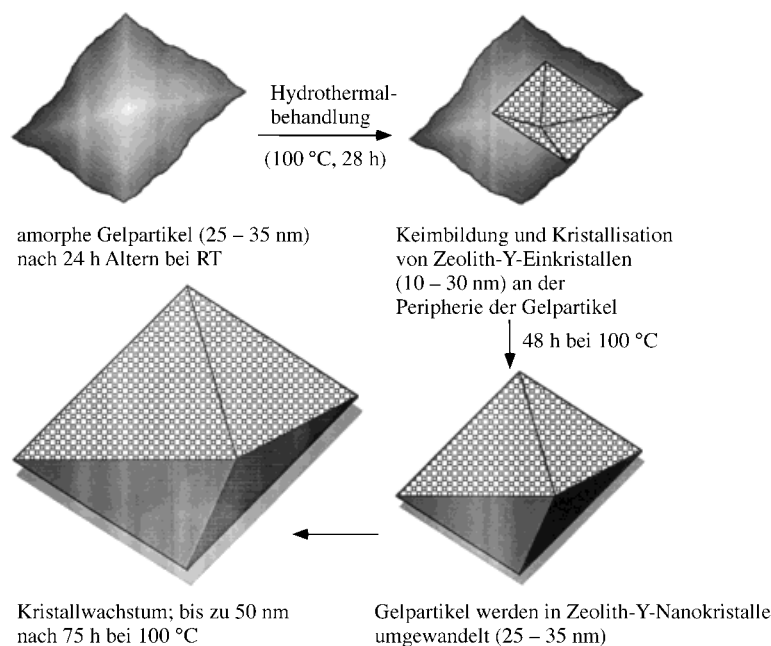 Hydrothermal-
behandlung
(100 °C, 28 h)
amorphe Gelpartikel (25 – 35 nm)
nach 24 h Altern bei RT
Keimbildung und Kristallisation
von Zeolith-Y-Einkristallen
(10 – 30 nm) an der
Peripherie der Gelpartikel
48 h bei 100 °C
Gelpartikel werden in Zeolith-Y-Nanokristalle
umgewandelt (25 – 35 nm)
Kristallwachstum; bis zu 50 nm
nach 75 h bei 100 °C